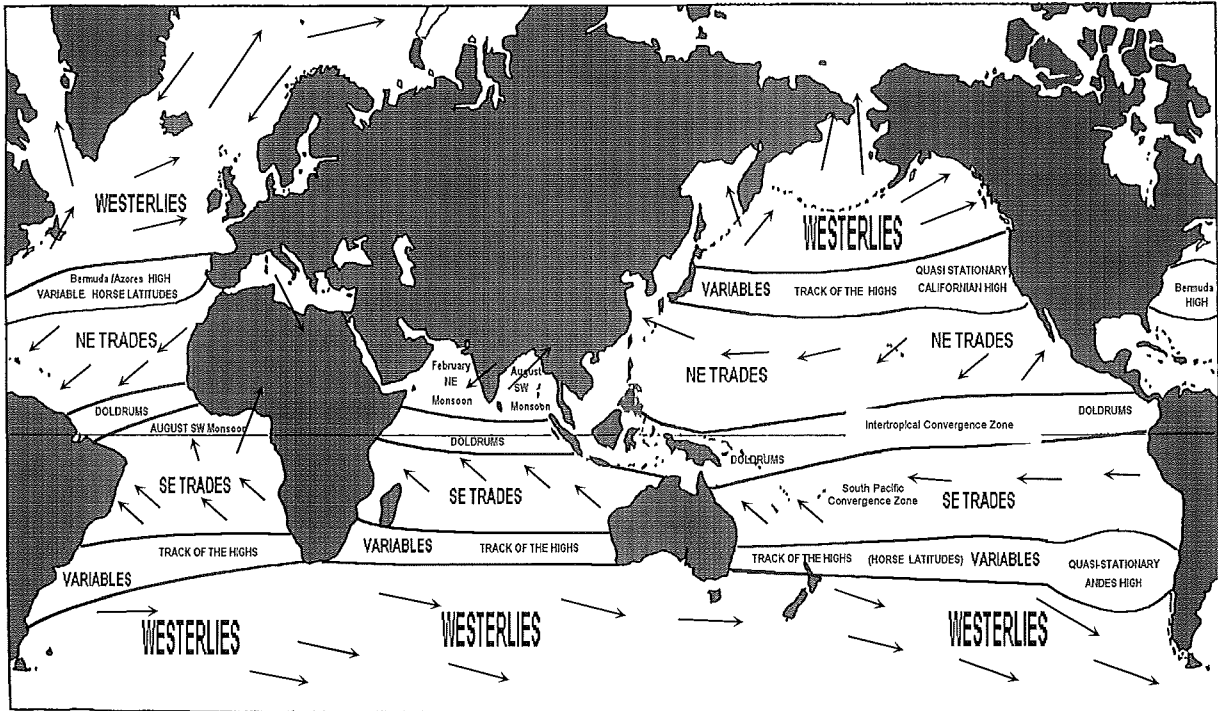 WESTERLIES
WESTERLIES
Bermuda /Azores HIGH
VARIABLE HORSE LATITUDES
VARIABLES
TRACK OF THE HIGHS
QUASI STATIONARY
CALIFORNIAN HIGH
Bermuda
HIGH
NE TRADES
NE TRADES
NE TRADES
February
NE
Monsoon
August
SW
Monsoon
DOLDRUMS
DOLDRUMS
AUGUST SW Monsoon
Intertropical Convergence Zone
DOLDRUMS
DOLDRUMS
SE TRADES
SE TRADES
South Pacific
Convergence Zone
SE TRADES
TRACK OF THE HIGHS
VARIABLES
VARIABLES
TRACK OF THE HIGHS
TRACK OF THE HIGHS
(HORSE LATITUDES)
VARIABLES
QUASI-STATIONARY
ANDES HIGH
WESTERLIES
WESTERLIES
WESTERLIES